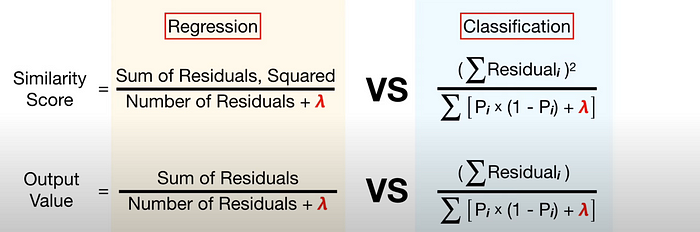 Regression Classification
Similarity Score = Sum of Residuals, Squared / Number of Residuals + λ VS (∑Residualᵢ)² / ∑ [Pᵢ x (1 - Pᵢ) + λ]
Output Value = Sum of Residuals / Number of Residuals + λ VS (∑Residualᵢ) / ∑ [Pᵢ x (1 - Pᵢ) + λ]